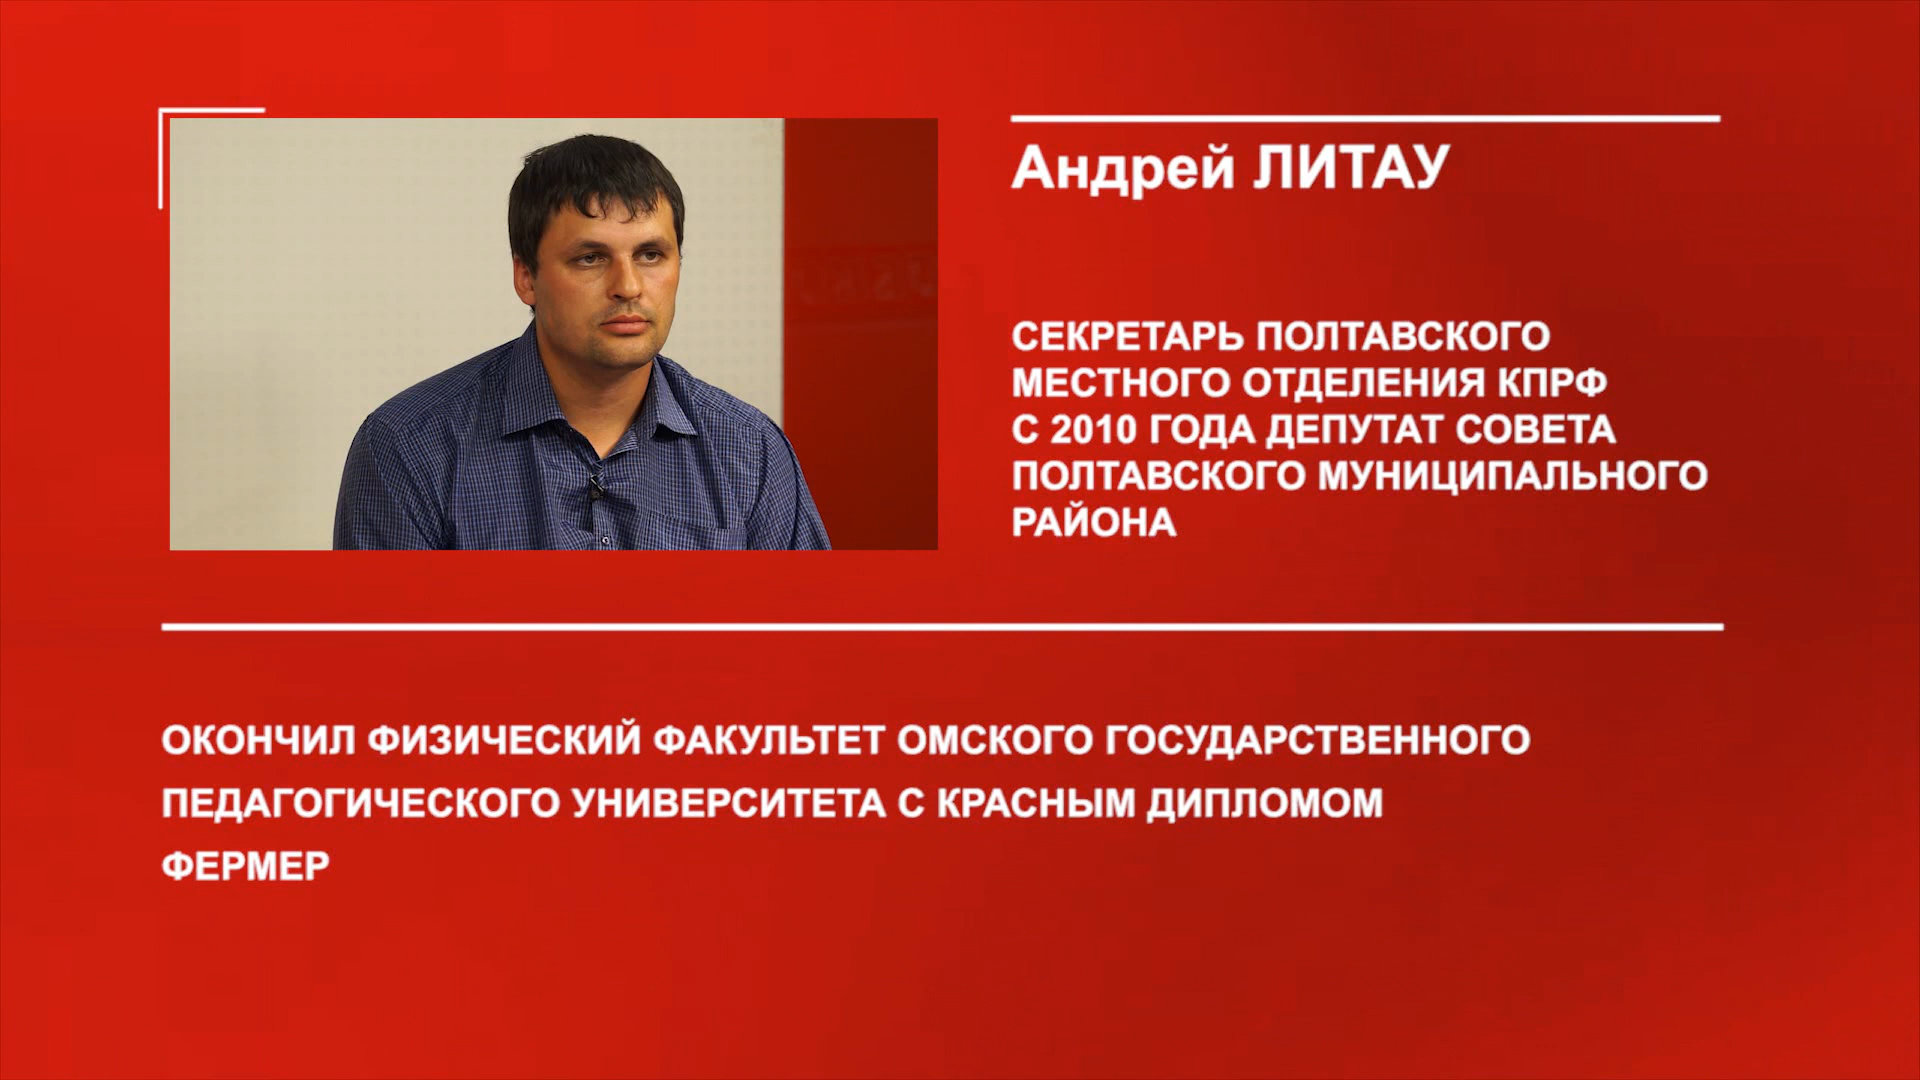 Андрей ЛИТАУ
СЕКРЕТАРЬ ПОЛТАВСКОГО
МЕСТНОГО ОТДЕЛЕНИЯ КПРФ
С 2010 ГОДА ДЕПУТАТ СОВЕТА
ПОЛТАВСКОГО МУНИЦИПАЛЬНОГО
РАЙОНА
ОКОНЧИЛ ФИЗИЧЕСКИЙ ФАКУЛЬТЕТ ОМСКОГО ГОСУДАРСТВЕННОГО
ПЕДАГОГИЧЕСКОГО УНИВЕРСИТЕТА С КРАСНЫМ ДИПЛОМОМ
ФЕРМЕР